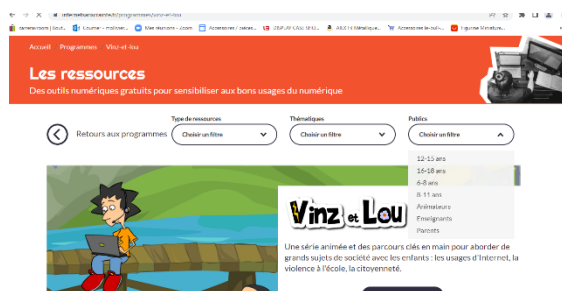 Accueil Programmes Vinz-et-lou
Les ressources
Des outils numériques gratuits pour sensibiliser aux bons usages du numérique
Retours aux programmes
Type de ressources
Choisir un filtre
Thématiques
Choisir un filtre
Publics
Choisir un filtre
12-15 ans
16-18 ans
6-8 ans
8-11 ans
Animateurs
Enseignants
Parents
Vinz et Lou
Une série animée et des parcours clés en main pour aborder de
grands sujets de société avec les enfants : les usages d'Internet, la
violence à l'école, la citoyenneté.